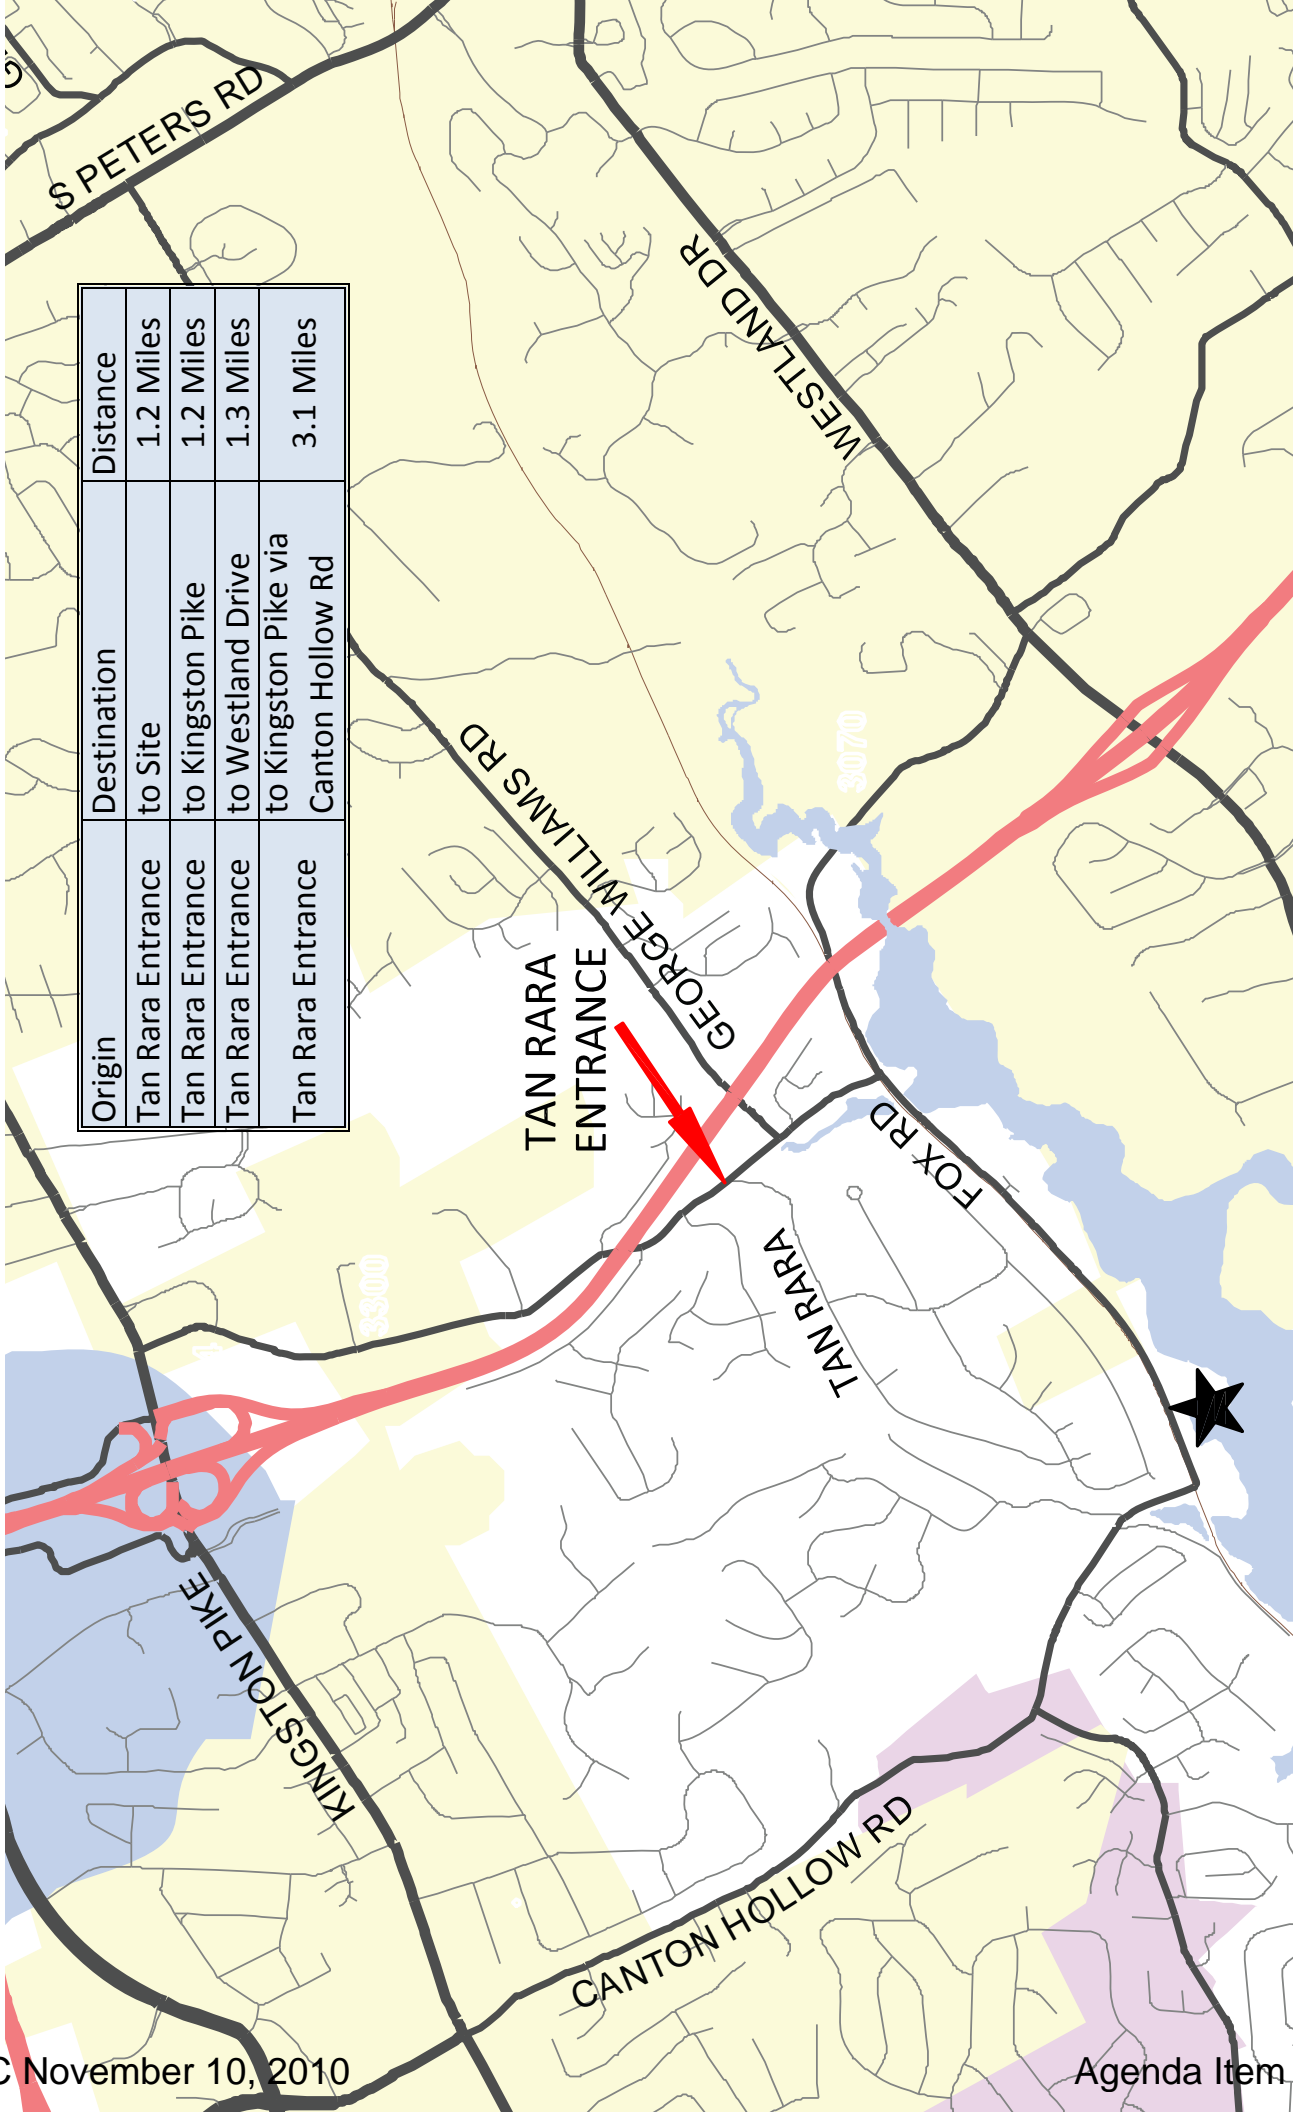 S PETERS RD
Origin Destination Distance
Tan Rara Entrance to Site 1.2 Miles
Tan Rara Entrance to Kingston Pike 1.2 Miles
Tan Rara Entrance to Westland Drive 1.3 Miles
Tan Rara Entrance to Kingston Pike via 3.1 Miles
Canton Hollow Rd
WESTLAND DR
GEORGE WILLIAMS RD
3070
TAN RARA
ENTRANCE
FOX RD
TAN RARA
3300
KINGSTON PIKE
CANTON HOLLOW RD
C November 10, 2010
Agenda Item